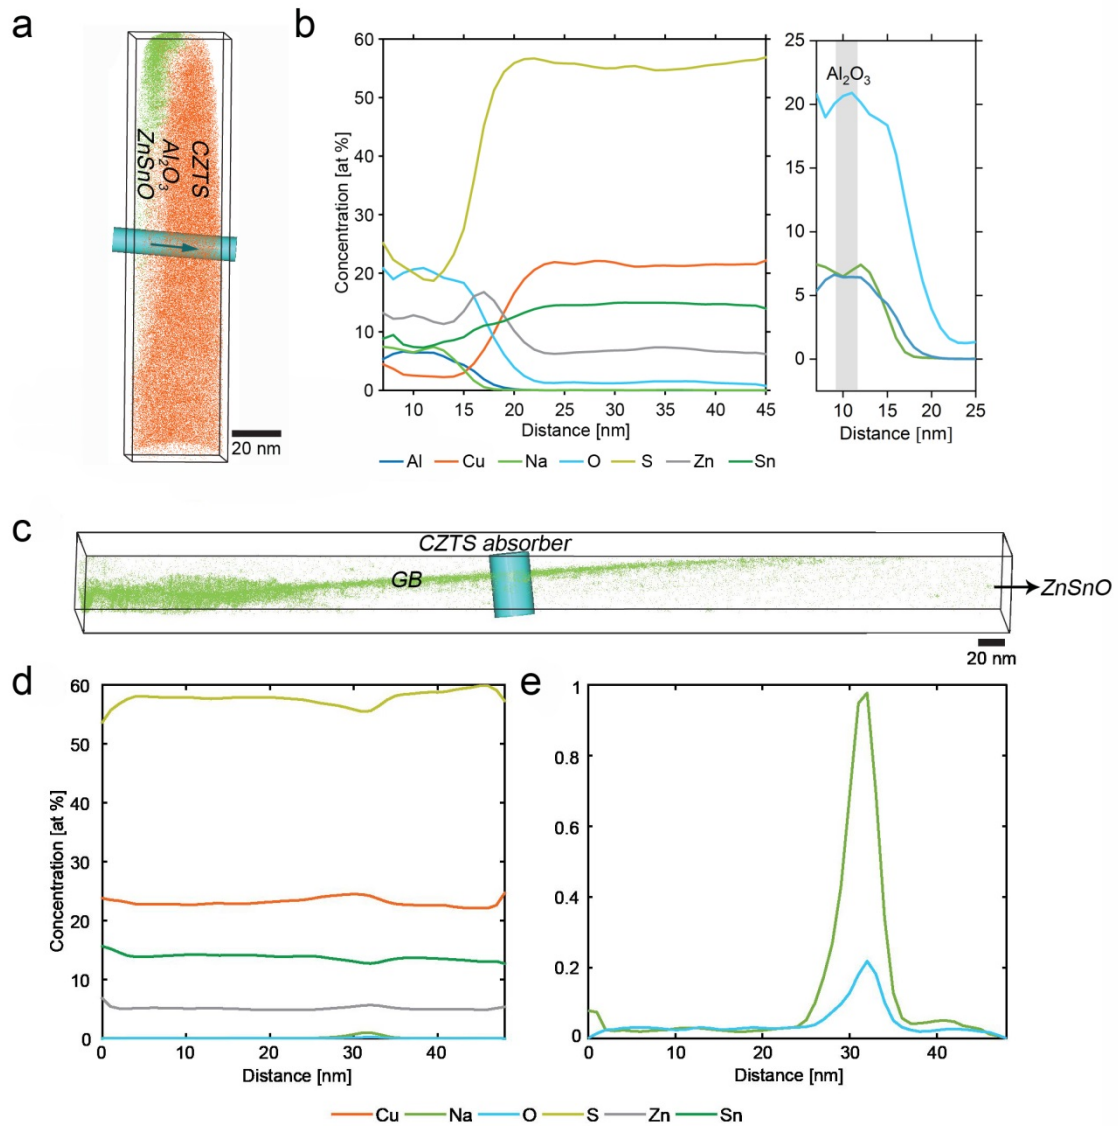 a
ZnSnO
Al₂O₃
CZTS
20 nm
b
60
50
40
30
20
10
0
Concentration [at %]
10 15 20 25 30 35 40 45
Distance [nm]
25
20
15
10
5
0
Al₂O₃
10 15 20 25
Distance [nm]
Al Cu Na O S Zn Sn
c
CZTS absorber
GB
ZnSnO
20 nm
d
60
50
40
30
20
10
0
Concentration [at %]
0 10 20 30 40
Distance [nm]
e
1
0.8
0.6
0.4
0.2
0
0 10 20 30 40
Distance [nm]
Cu Na O S Zn Sn